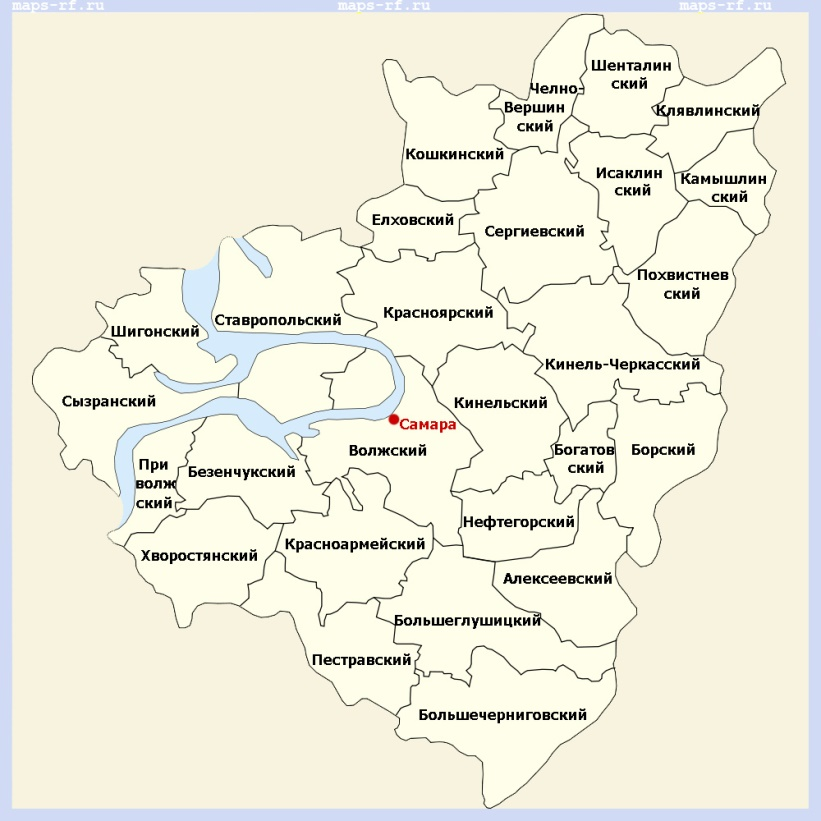 maps-rf.ru maps-rf.ru maps-rf.ru
Шенталин
ский
Челно-
Вершин
ский
Клявлинский
Кошкинский
Исаклин
ский
Камышлин
ский
Елховский
Сергиевский
Похвистнев
ский
Красноярский
Ставропольский
Шигонский
Кинель-Черкасский
Сызранский
Кинельский
Самара
Волжский
Богатов
ский
Борский
При
волж
ский
Безенчукский
Нефтегорский
Хворостянский
Красноармейский
Алексеевский
Большеглушицкий
Пестравский
Большечерниговский